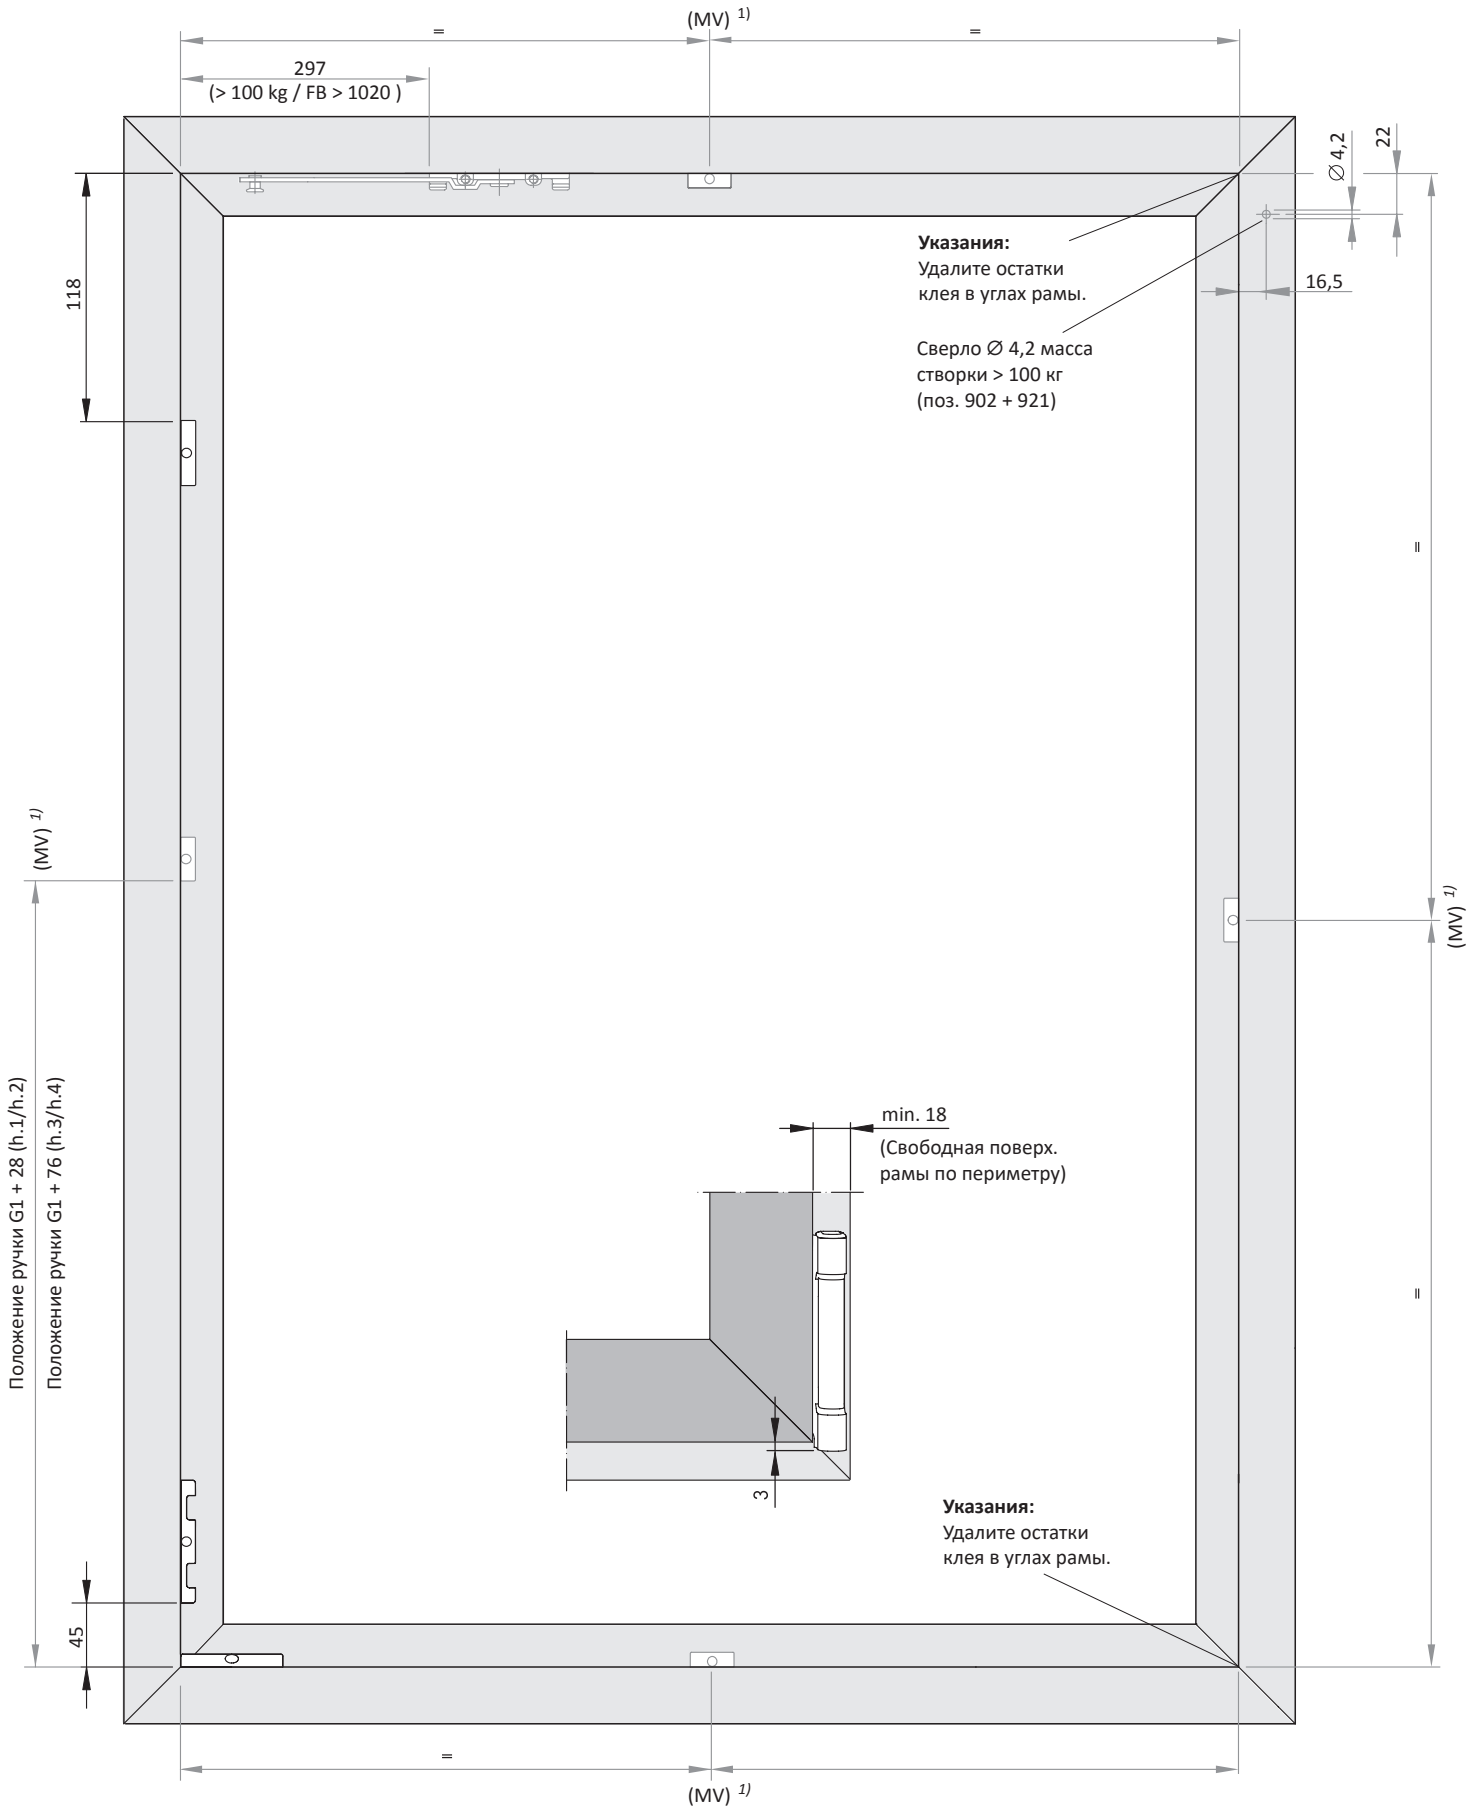 (MV) 1)
=
=
297
(> 100 kg / FB > 1020 )
22
Ø 4,2
118
Указания:
Удалите остатки
клея в углах рамы.
16,5
Сверло Ø 4,2 масса
створки > 100 кг
(поз. 902 + 921)
=
(MV) 1)
(MV) 1)
Положение ручки G1 + 28 (h.1/h.2)
Положение ручки G1 + 76 (h.3/h.4)
min. 18
(Свободная поверх.
рамы по периметру)
=
3
Указания:
Удалите остатки
клея в углах рамы.
45
=
(MV) 1)